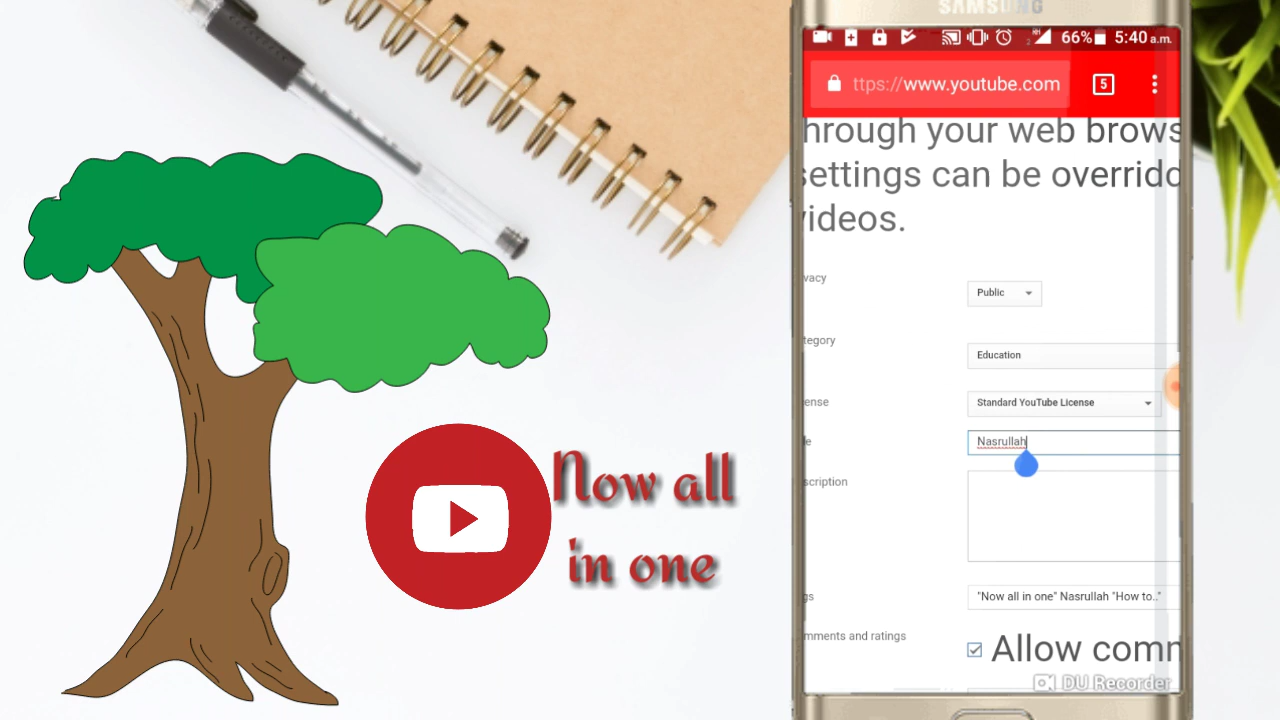 SAMSUNG
66% 5:40 a.m.
ttps://www.youtube.com 5
hrough your web brows
settings can be overridd
videos.
vacy
Public
tegory
Education
ense
Standard YouTube License
le
Nasrullah
scription
gs
"Now all in one" Nasrullah "How to.."
mments and ratings
Allow comm
DU Recorder
Now all
in one